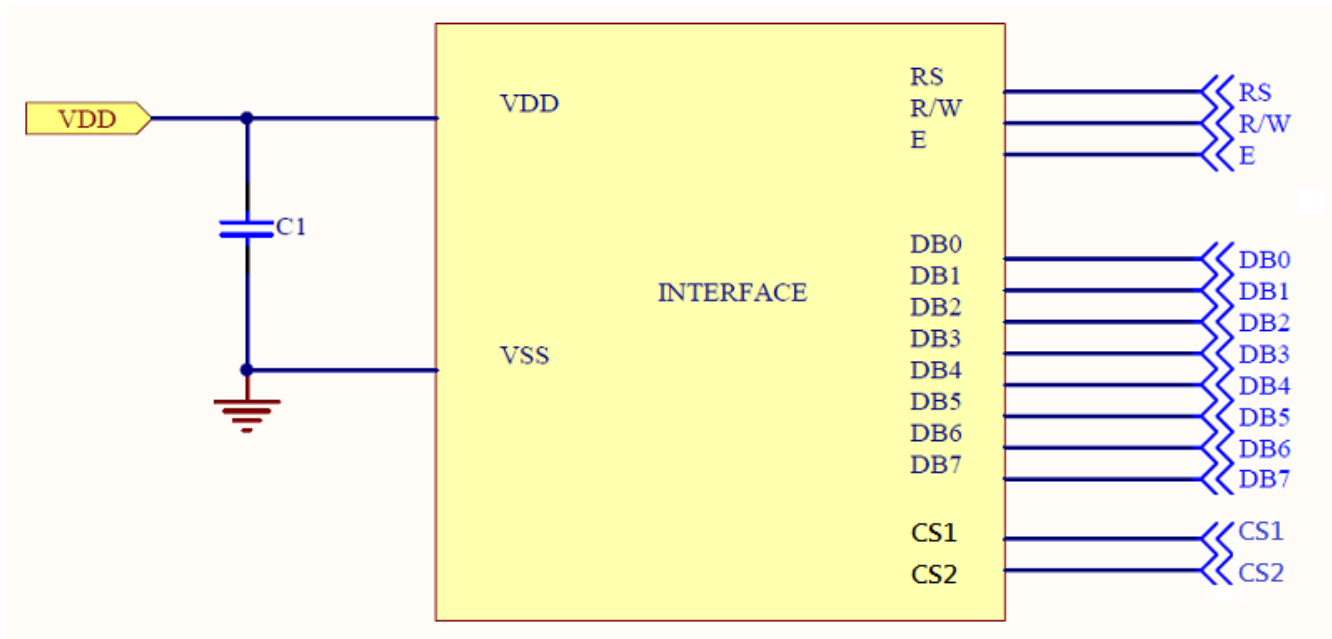 VDD
C1
VDD
VSS
INTERFACE
RS
R/W
E
DB0
DB1
DB2
DB3
DB4
DB5
DB6
DB7
CS1
CS2
RS
R/W
E
DB0
DB1
DB2
DB3
DB4
DB5
DB6
DB7
CS1
CS2